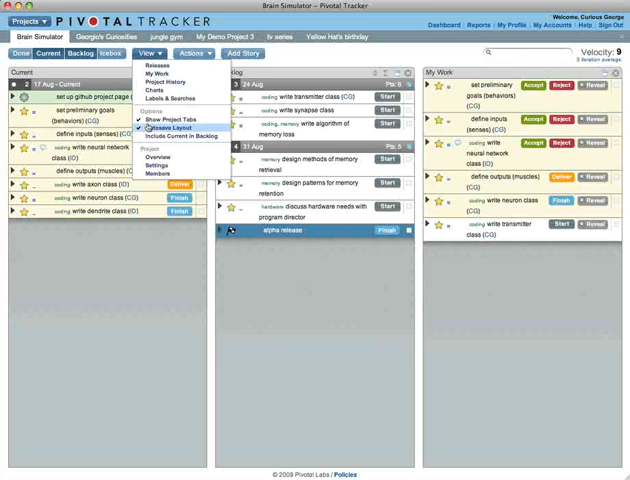 Brain Simulator – Pivotal Tracker
Projects
PIVOTAL TRACKER
Welcome, Curious George
Dashboard | Reports | My Profile | My Accounts | Help | Sign Out
Brain Simulator
Georgie's Curiosities
jungle gym
My Demo Project 3
tv series
Yellow Hat's birthday
Done
Current
Backlog
Icebox
View
Actions
Add Story
Velocity: 9
3 iteration average
Current
2 17 Aug - Current
set up github project page
set preliminary goals (behaviors) (CG)
define inputs (senses) (CG)
coding write neural network class (ID)
define outputs (muscles) (CG)
coding write axon class (ID)
Deliver
coding write neuron class (CG)
Finish
coding write dendrite class (ID)
Finish
Releases
My Work
Project History
Charts
Labels & Searches
Options
Show Project Tabs
Autosave Layout
Include Current in Backlog
Project
Overview
Settings
Members
log
3 24 Aug
Pts: 8
coding write transmitter class (CG)
Start
coding write synapse class
Start
coding, memory write algorithm of memory loss
Start
4 31 Aug
Pts: 5
memory design methods of memory retrieval
Start
memory design patterns for memory retention
Start
hardware discuss hardware needs with program director
Start
alpha release
Finish
My Work
set preliminary goals (behaviors) (CG)
Accept
Reject
Reveal
define inputs (senses) (CG)
Accept
Reject
Reveal
coding write neural network class (ID)
Accept
Reject
Reveal
define outputs (muscles) (CG)
Deliver
Reveal
coding write neuron class (CG)
Finish
Reveal
coding write transmitter class (CG)
Start
Reveal
© 2009 Pivotal Labs / Policies